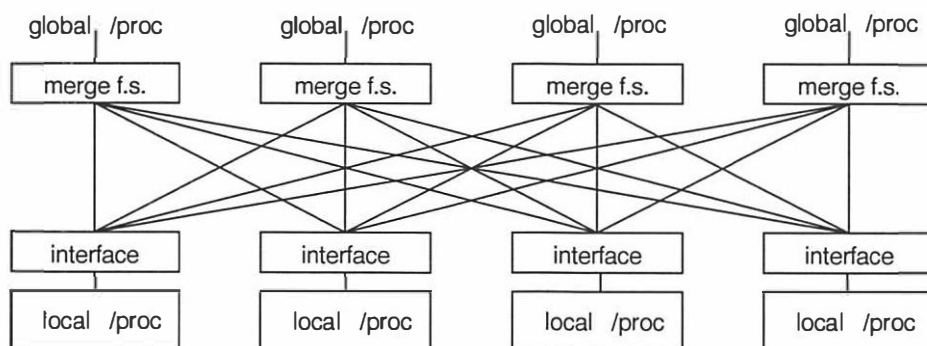 global /proc global /proc global /proc global /proc
merge f.s. merge f.s. merge f.s. merge f.s.
interface interface interface interface
local /proc local /proc local /proc local /proc